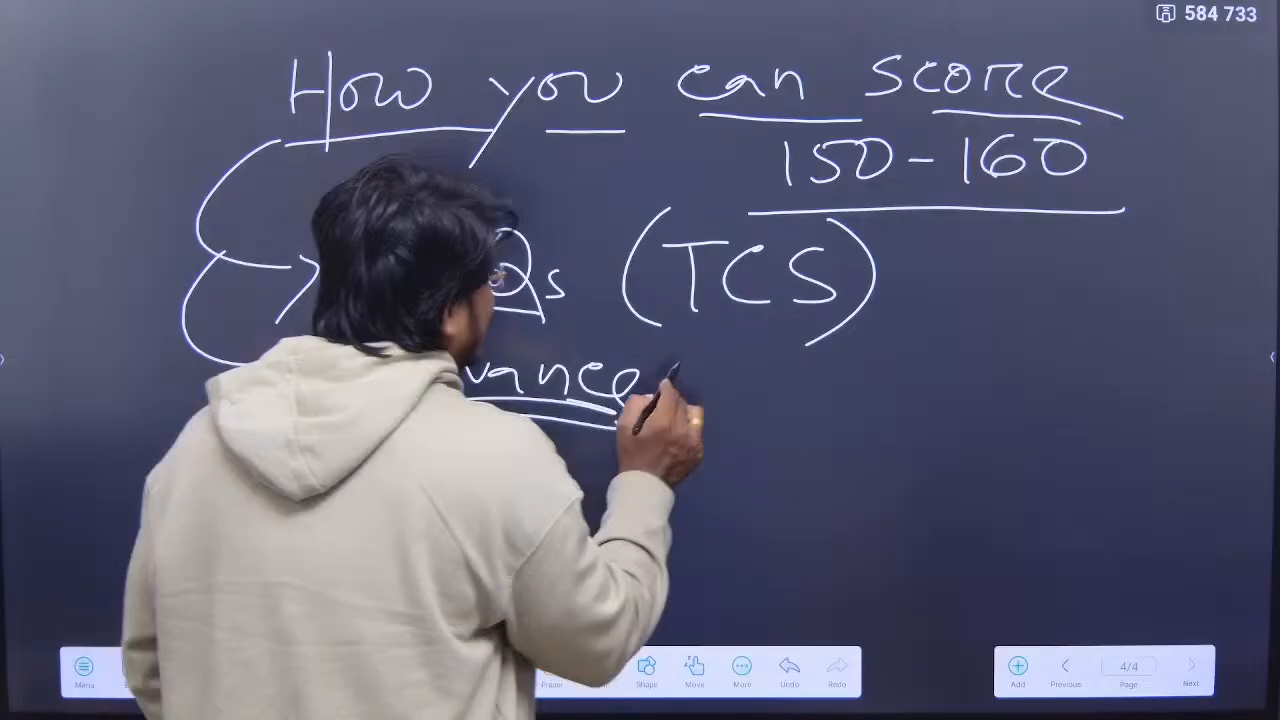 584 733
How you can score
150-160
Qs (TCS)
vance
Menu Eraser Shape Move More Undo Redo
Add Previous 4/4 Page Next